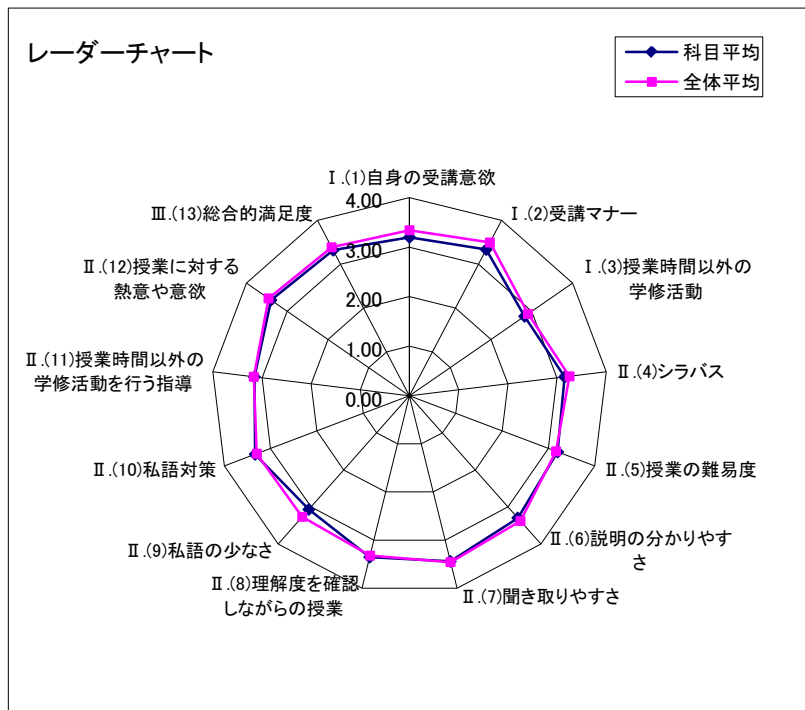 レーダーチャート
科目平均
全体平均
Ⅰ.(1)自身の受講意欲
Ⅰ.(2)受講マナー
Ⅰ.(3)授業時間以外の
学修活動
Ⅱ.(4)シラバス
Ⅱ.(5)授業の難易度
Ⅱ.(6)説明の分かりやす
さ
Ⅱ.(7)聞き取りやすさ
Ⅱ.(8)理解度を確認
しながらの授業
Ⅱ.(9)私語の少なさ
Ⅱ.(10)私語対策
Ⅱ.(11)授業時間以外の
学修活動を行う指導
Ⅱ.(12)授業に対する
熱意や意欲
Ⅲ.(13)総合的満足度
4.00
3.00
2.00
1.00
0.00